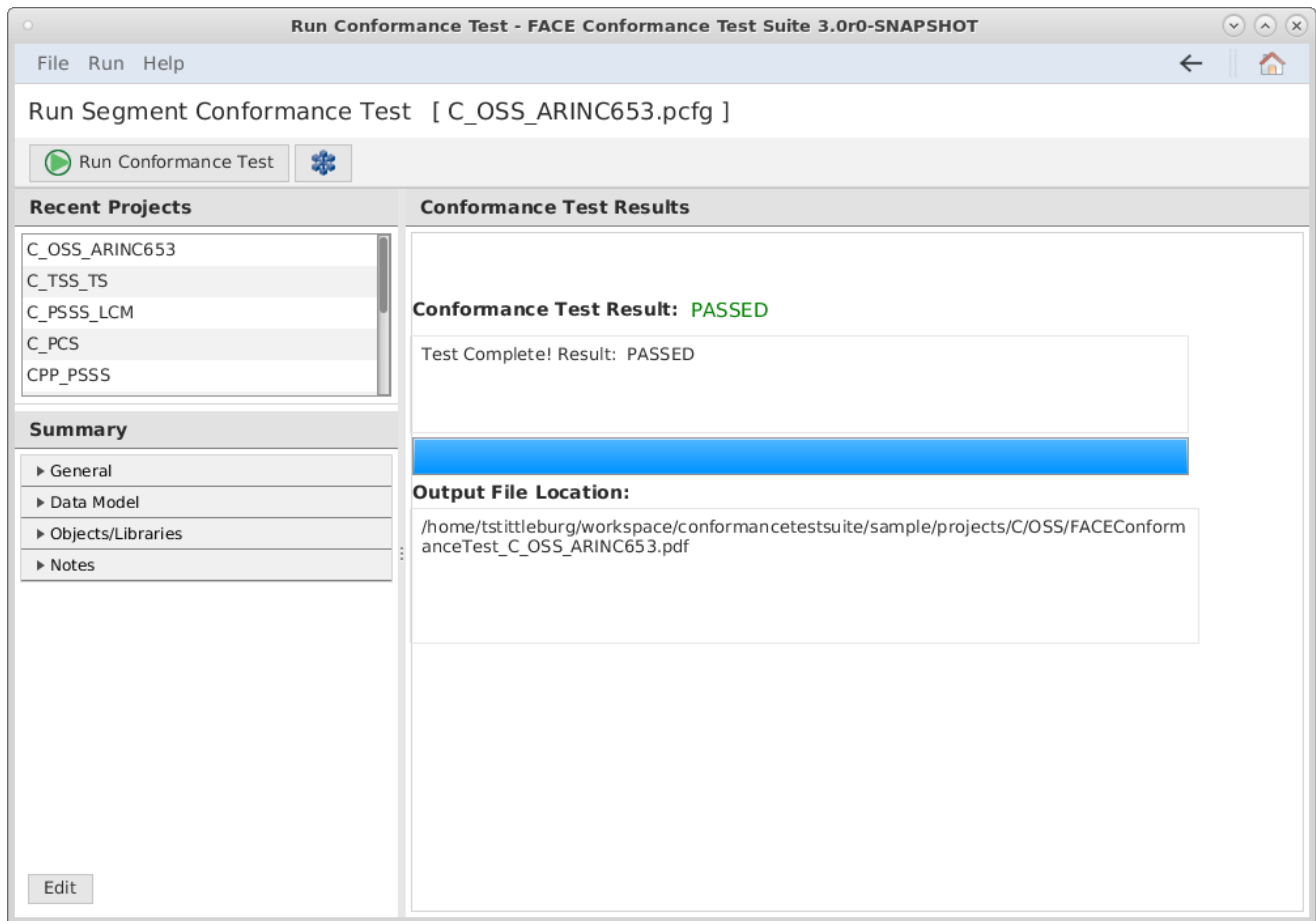 Run Conformance Test - FACE Conformance Test Suite 3.0r0-SNAPSHOT
File Run Help
Run Segment Conformance Test [ C_OSS_ARINC653.pcfg ]
Run Conformance Test
Recent Projects
C_OSS_ARINC653
C_TSS_TS
C_PSSS_LCM
C_PCS
CPP_PSSS
Summary
General
Data Model
Objects/Libraries
Notes
Edit
Conformance Test Results
Conformance Test Result: PASSED
Test Complete! Result: PASSED
Output File Location:
/home/tstittleburg/workspace/conformancetestsuite/sample/projects/C/OSS/FACEConform
anceTest_C_OSS_ARINC653.pdf